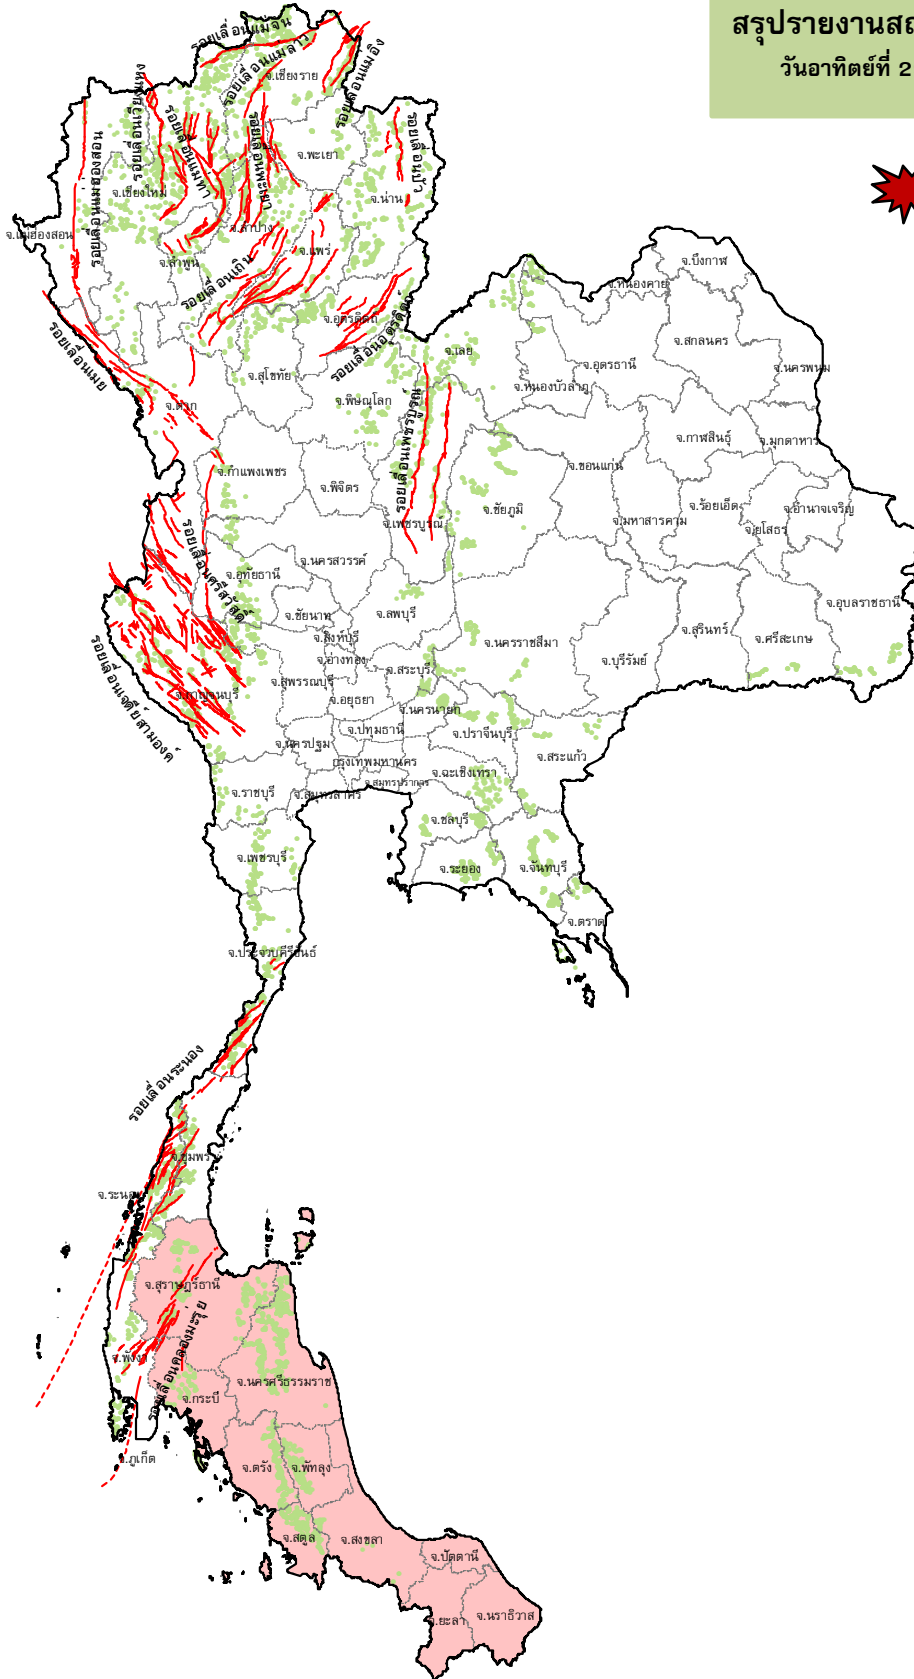 สรุปรายงานสถ
วันอาทิตย์ที่ 2
รอยเลื่อนแม่จัน
รอยเลื่อนแม่ลาว
รอยเลื่อนแม่อิง
จ.เชียงราย
รอยเลื่อนเวียงแหง
รอยเลื่อนแม่ทา
รอยเลื่อนพะเยา
รอยเลื่อนปัว
รอยเลื่อนแม่ฮ่องสอน
จ.พะเยา
จ.เชียงใหม่
จ.น่าน
จ.แม่ฮ่องสอน
จ.ลำปาง
จ.แพร่
จ.ลำพูน
รอยเลื่อนเถิน
จ.บึงกาฬ
จ.หนองคาย
จ.อุตรดิตถ์
รอยเลื่อนอุตรดิตถ์
รอยเลื่อนเมย
จ.เลย
จ.สกลนคร
จ.อุดรธานี
จ.นครพนม
จ.สุโขทัย
จ.หนองบัวลำภู
จ.ตาก
จ.พิษณุโลก
รอยเลื่อนเพชรบูรณ์
จ.กาฬสินธุ์
จ.มุกดาหาร
จ.กำแพงเพชร
จ.พิจิตร
จ.ขอนแก่น
จ.เพชรบูรณ์
จ.ชัยภูมิ
จ.มหาสารคาม
จ.ร้อยเอ็ด
จ.ยโสธร
จ.อำนาจเจริญ
รอยเลื่อนศรีสวัสดิ์
จ.นครสวรรค์
จ.อุทัยธานี
จ.ชัยนาท
จ.ลพบุรี
จ.อุบลราชธานี
จ.สิงห์บุรี
จ.นครราชสีมา
จ.สุรินทร์
จ.ศรีสะเกษ
จ.อ่างทอง
จ.บุรีรัมย์
จ.สระบุรี
จ.สุพรรณบุรี
จ.กาญจนบุรี
รอยเลื่อนเจดีย์สามองค์
จ.อยุธยา
จ.นครนายก
จ.ปทุมธานี
จ.ปราจีนบุรี
จ.นครปฐม
จ.สระแก้ว
กรุงเทพมหานคร
จ.ฉะเชิงเทรา
จ.สมุทรปราการ
จ.ราชบุรี
จ.สมุทรสาคร
จ.ชลบุรี
จ.เพชรบุรี
จ.ระยอง
จ.จันทบุรี
จ.ตราด
จ.ประจวบคีรีขันธ์
รอยเลื่อนระนอง
จ.ชุมพร
จ.ระนอง
จ.สุราษฎร์ธานี
รอยเลื่อนคลองมะรุ่ย
จ.พังงา
จ.นครศรีธรรมราช
จ.กระบี่
จ.ภูเก็ต
จ.ตรัง
จ.พัทลุง
จ.สตูล
จ.สงขลา
จ.ปัตตานี
จ.ยะลา
จ.นราธิวาส